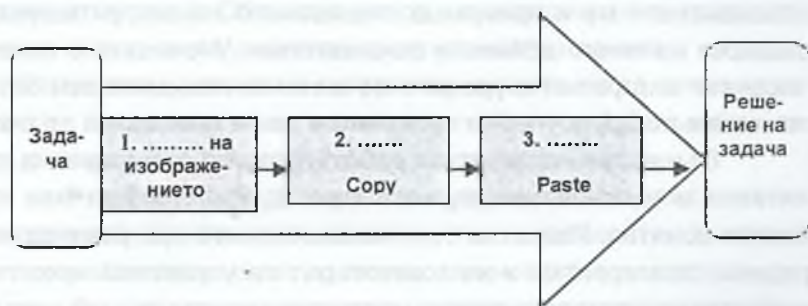 Зада-
ча
1. .......... на
изображе-
нието
2. ......
Copy
3. ......
Paste
Реше-
ние на
задача